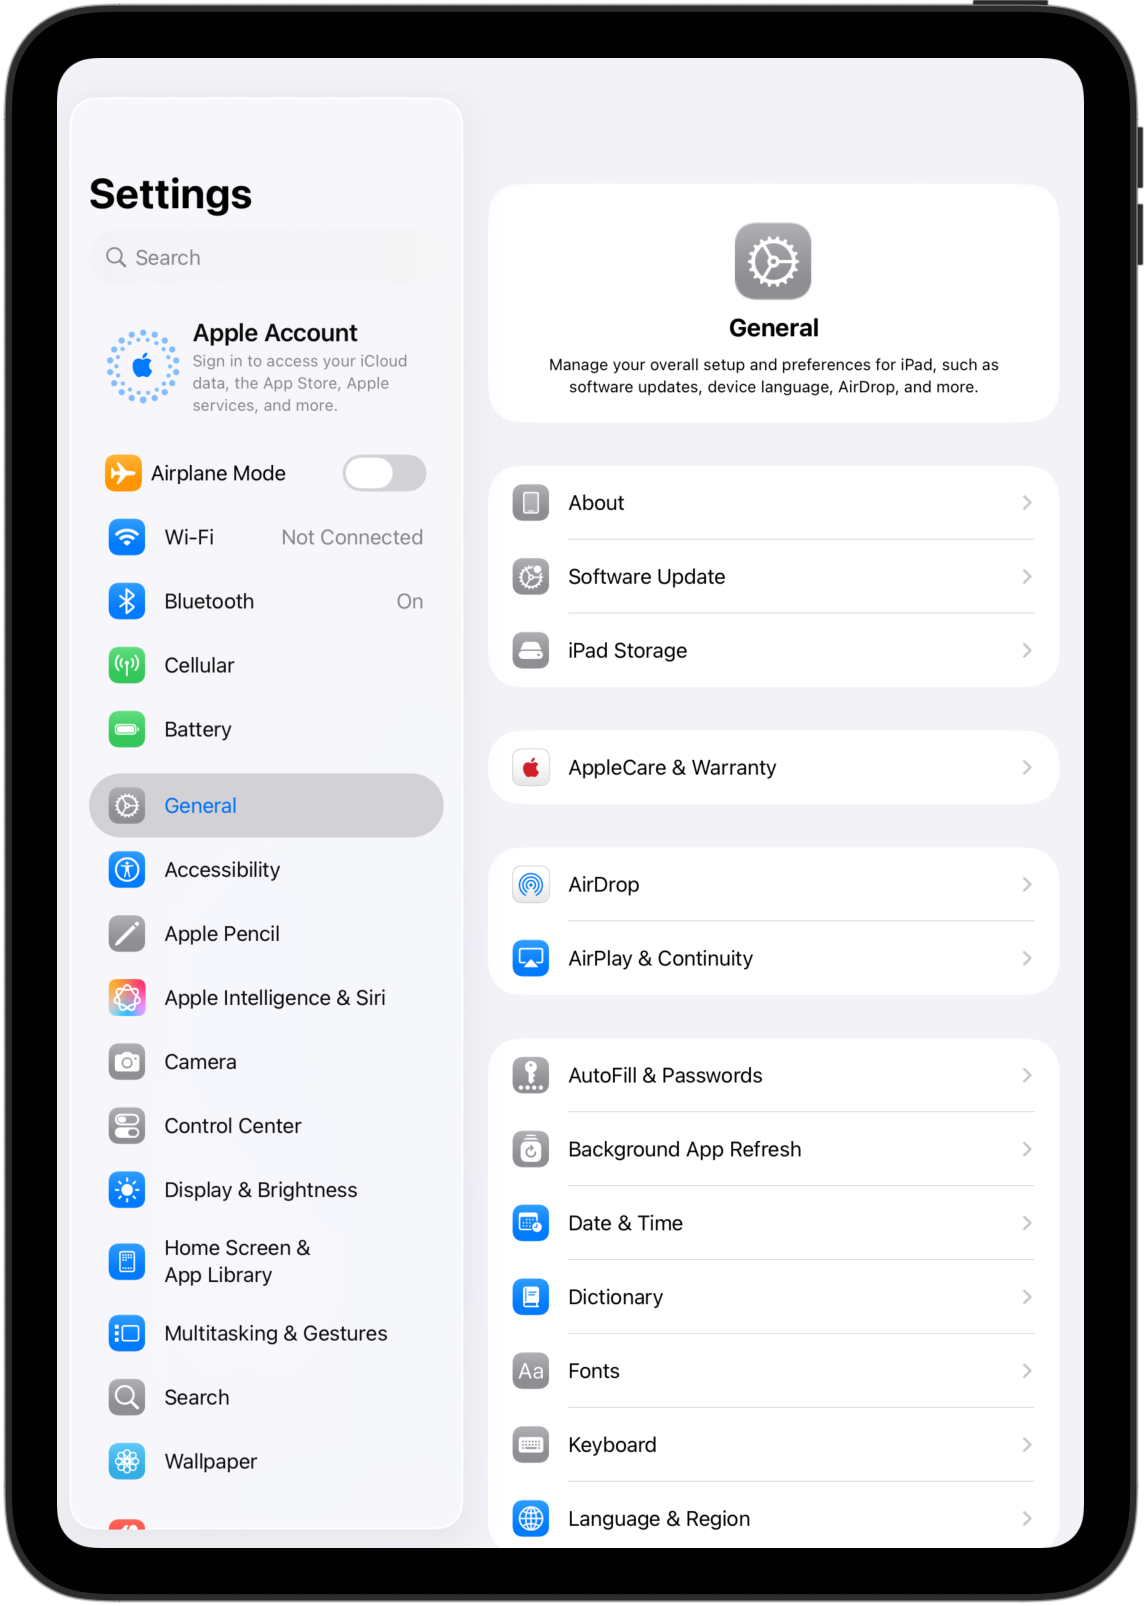 Settings
Search
Apple Account
Sign in to access your iCloud
data, the App Store, Apple
services, and more.
Airplane Mode
Wi-Fi Not Connected
Bluetooth On
Cellular
Battery
General
Accessibility
Apple Pencil
Apple Intelligence & Siri
Camera
Control Center
Display & Brightness
Home Screen &
App Library
Multitasking & Gestures
Search
Wallpaper
General
Manage your overall setup and preferences for iPad, such as
software updates, device language, AirDrop, and more.
About
Software Update
iPad Storage
AppleCare & Warranty
AirDrop
AirPlay & Continuity
AutoFill & Passwords
Background App Refresh
Date & Time
Dictionary
Aa Fonts
Keyboard
Language & Region